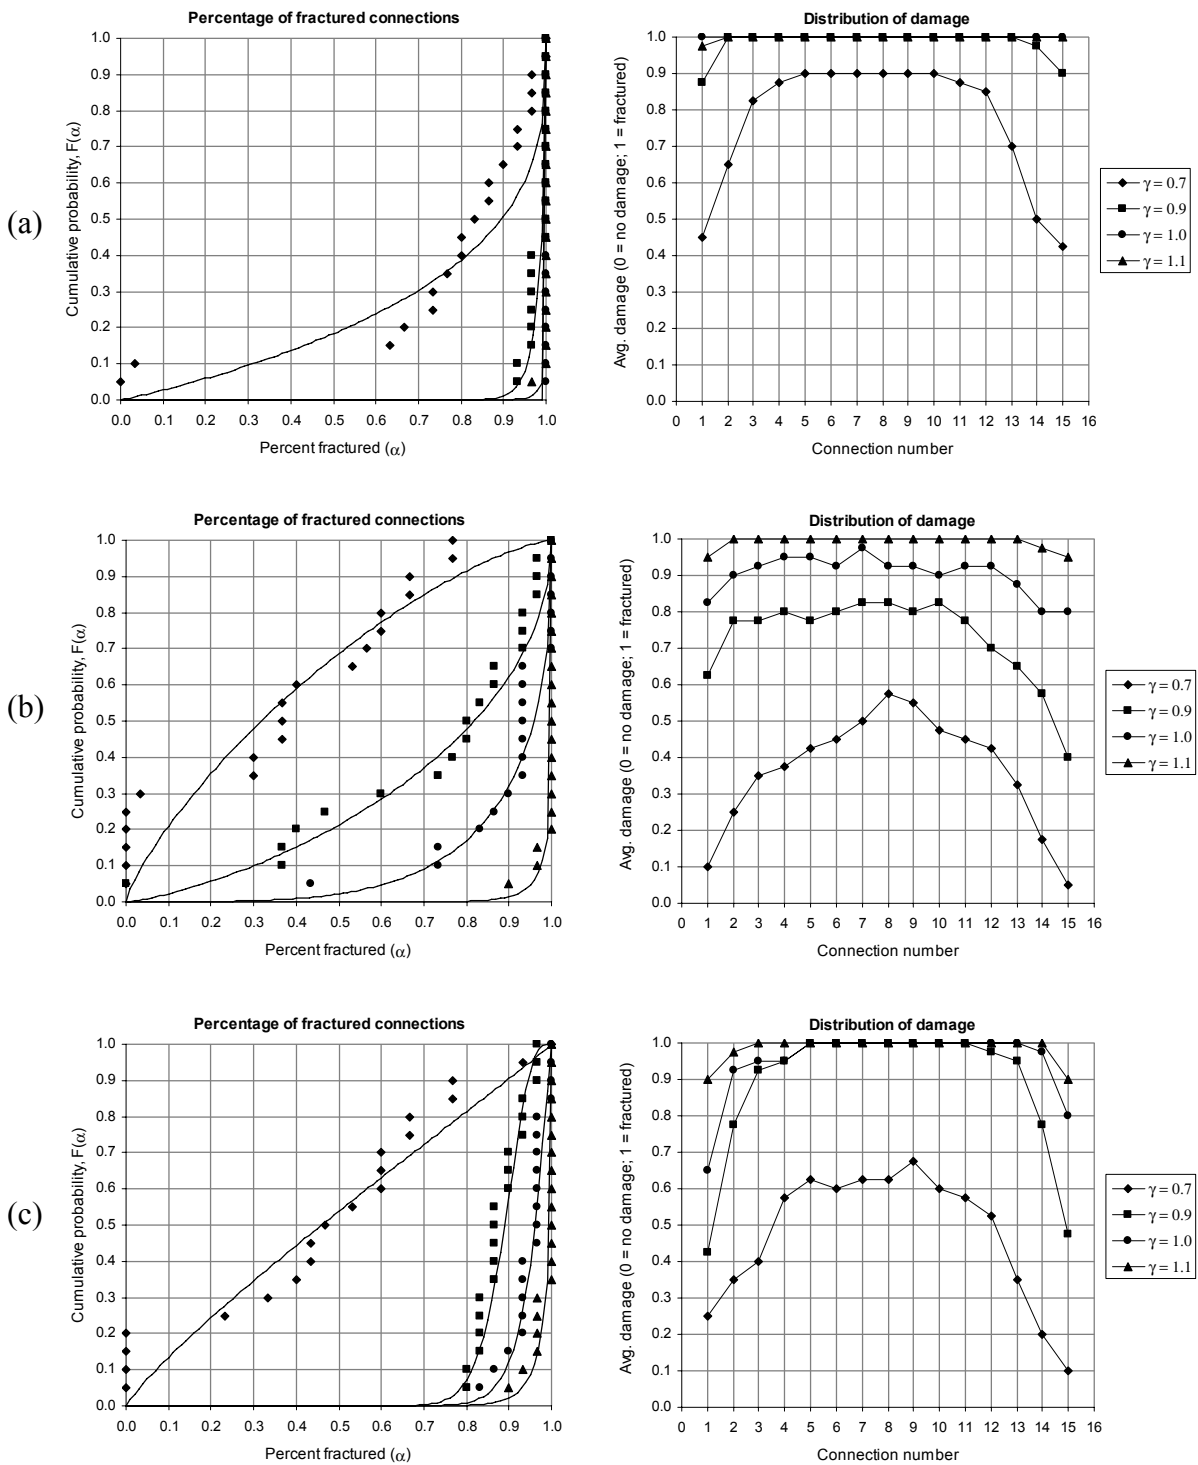 Percentage of fractured connections
Distribution of damage
(a)
Cumulative probability, F(α)
1.0
0.9
0.8
0.7
0.6
0.5
0.4
0.3
0.2
0.1
0.0
0.0 0.1 0.2 0.3 0.4 0.5 0.6 0.7 0.8 0.9 1.0
Percent fractured (α)
Avg. damage (0 = no damage; 1 = fractured)
1.0
0.9
0.8
0.7
0.6
0.5
0.4
0.3
0.2
0.1
0.0
0 1 2 3 4 5 6 7 8 9 10 11 12 13 14 15 16
Connection number
γ = 0.7
γ = 0.9
γ = 1.0
γ = 1.1
Percentage of fractured connections
Distribution of damage
(b)
Cumulative probability, F(α)
1.0
0.9
0.8
0.7
0.6
0.5
0.4
0.3
0.2
0.1
0.0
0.0 0.1 0.2 0.3 0.4 0.5 0.6 0.7 0.8 0.9 1.0
Percent fractured (α)
Avg. damage (0 = no damage; 1 = fractured)
1.0
0.9
0.8
0.7
0.6
0.5
0.4
0.3
0.2
0.1
0.0
0 1 2 3 4 5 6 7 8 9 10 11 12 13 14 15 16
Connection number
γ = 0.7
γ = 0.9
γ = 1.0
γ = 1.1
Percentage of fractured connections
Distribution of damage
(c)
Cumulative probability, F(α)
1.0
0.9
0.8
0.7
0.6
0.5
0.4
0.3
0.2
0.1
0.0
0.0 0.1 0.2 0.3 0.4 0.5 0.6 0.7 0.8 0.9 1.0
Percent fractured (α)
Avg. damage (0 = no damage; 1 = fractured)
1.0
0.9
0.8
0.7
0.6
0.5
0.4
0.3
0.2
0.1
0.0
0 1 2 3 4 5 6 7 8 9 10 11 12 13 14 15 16
Connection number
γ = 0.7
γ = 0.9
γ = 1.0
γ = 1.1